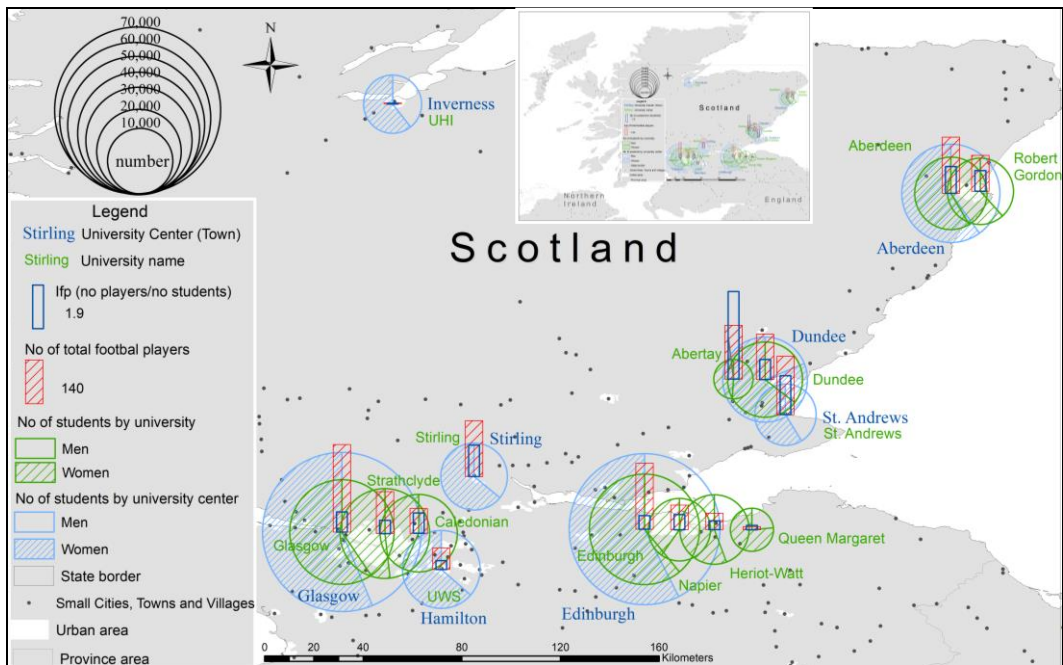 70,000
60,000
50,000
40,000
30,000
20,000
10,000
number
N
Inverness
UHI
Scotland
Northern
Ireland
England
Aberdeen
Robert
Gordon
Aberdeen
Scotland
Legend
Stirling University Center (Town)
Stirling University name
Ifp (no players/no students)
1.9
No of total footbal players
140
No of students by university
Men
Women
No of students by university center
Men
Women
State border
Small Cities, Towns and Villages
Urban area
Province area
Dundee
Abertay
Dundee
St. Andrews
St. Andrews
Stirling
Stirling
Strathclyde
Caledonian
Glasgow
Glasgow
UWS
Hamilton
Edinburgh
Queen Margaret
Heriot-Watt
Napier
Edinburgh
0 20 40 80 120 160
Kilometers